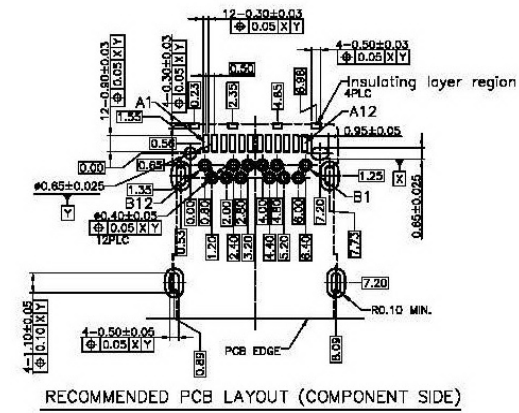 12-0.30±0.03
⌖ 0.05 X Y
12-0.90±0.03
⌖ 0.05 X Y
4-0.30±0.03
⌖ 0.05 X Y
0.50
4-0.50±0.03
⌖ 0.05 X Y
0.23
2.35
4.65
6.98
Insulating layer region
4PLC
A1
A12
1.55
0.56
0.95±0.05
0.00
0.65
ø0.65±0.025
1.35
1.25
X
0.65±0.025
Y
B12
B1
ø0.40±0.05
⌖ 0.05 X Y
12PLC
0.00
0.80
2.00
2.80
4.00
4.80
6.00
7.20
0.53
1.20
2.40
3.20
4.40
5.20
6.40
7.73
7.20
R0.10 MIN.
4-1.10±0.05
⌖ 0.10 X Y
4-0.50±0.05
⌖ 0.05 X Y
0.89
PCB EDGE
8.09
RECOMMENDED PCB LAYOUT (COMPONENT SIDE)